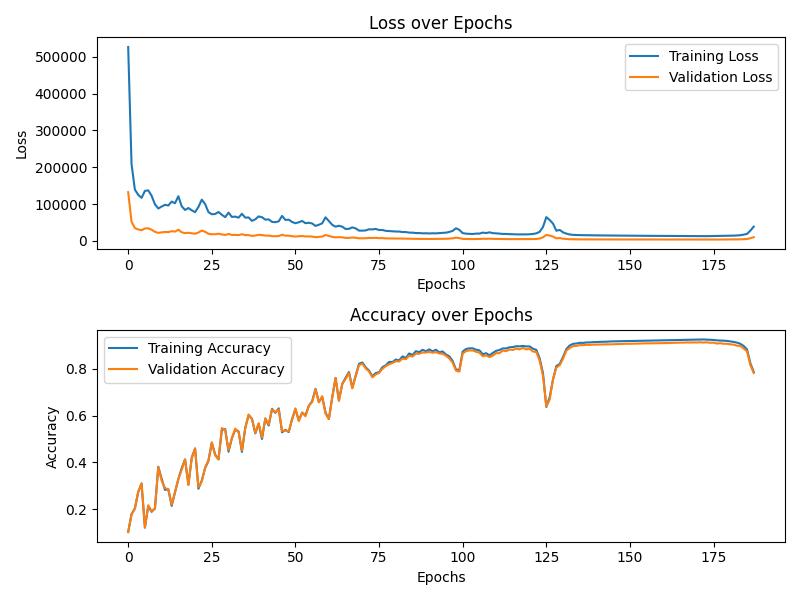 Loss over Epochs
500000
400000
300000
200000
100000
0
Loss
Training Loss
Validation Loss
0 25 50 75 100 125 150 175
Epochs
Accuracy over Epochs
0.8
0.6
0.4
0.2
Accuracy
Training Accuracy
Validation Accuracy
0 25 50 75 100 125 150 175
Epochs